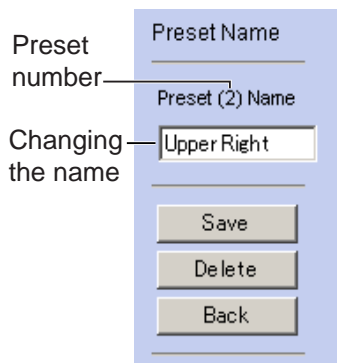 Preset Name
Preset
number
Preset (2) Name
Changing
the name
Upper Right
Save
Delete
Back